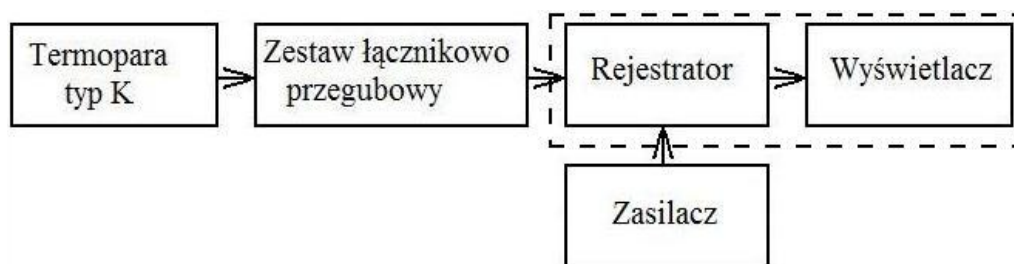 Termopara
typ K
Zestaw łącznikowo
przegubowy
Rejestrator
Wyświetlacz
Zasilacz